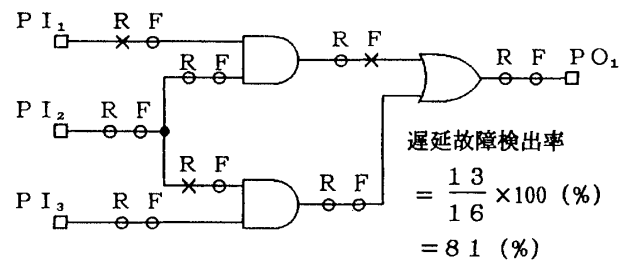 PI₁ R F
R F
R F PO₁
R F
PI₂ R F
R F
R F
PI₃ R F
遅延故障検出率
= 13/16 ×100 (%)
=81 (%)